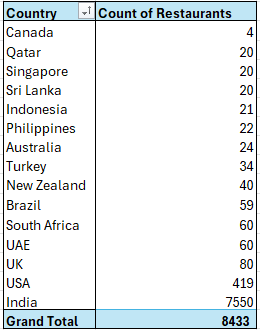 Country Count of Restaurants
Canada 4
Qatar 20
Singapore 20
Sri Lanka 20
Indonesia 21
Philippines 22
Australia 24
Turkey 34
New Zealand 40
Brazil 59
South Africa 60
UAE 60
UK 80
USA 419
India 7550
Grand Total 8433